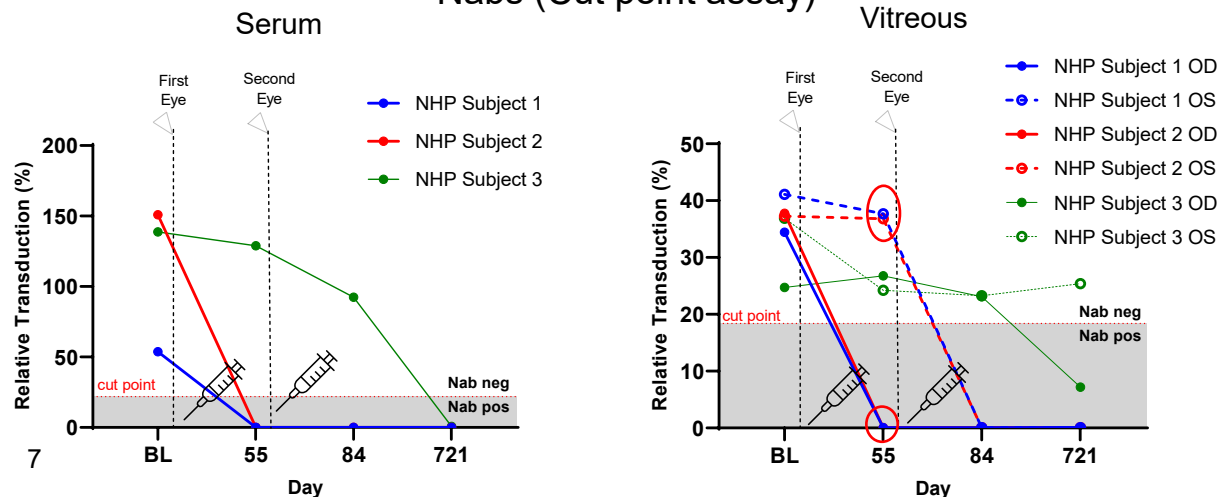 Nabs (Cut point assay)
Serum
First
Eye
Second
Eye
NHP Subject 1
NHP Subject 2
NHP Subject 3
Relative Transduction (%)
200
150
100
50
0
cut point
Nab neg
Nab pos
BL
55
84
721
Day
7
Vitreous
First
Eye
Second
Eye
NHP Subject 1 OD
NHP Subject 1 OS
NHP Subject 2 OD
NHP Subject 2 OS
NHP Subject 3 OD
NHP Subject 3 OS
Relative Transduction (%)
50
40
30
20
10
0
cut point
Nab neg
Nab pos
BL
55
84
721
Day